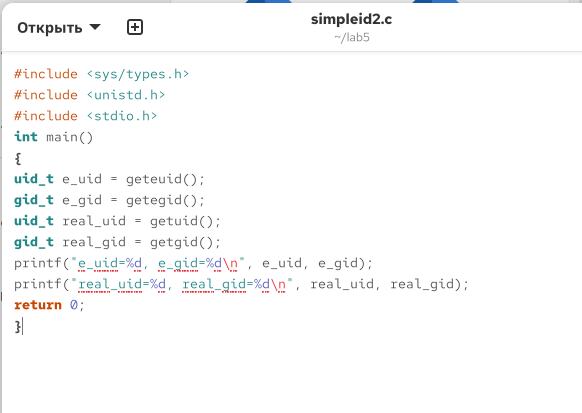 Открыть
simpleid2.c
~/lab5
#include <sys/types.h>
#include <unistd.h>
#include <stdio.h>
int main()
{
uid_t e_uid = geteuid();
gid_t e_gid = getegid();
uid_t real_uid = getuid();
gid_t real_gid = getgid();
printf("e_uid=%d, e_gid=%d\n", e_uid, e_gid);
printf("real_uid=%d, real_gid=%d\n", real_uid, real_gid);
return 0;
}